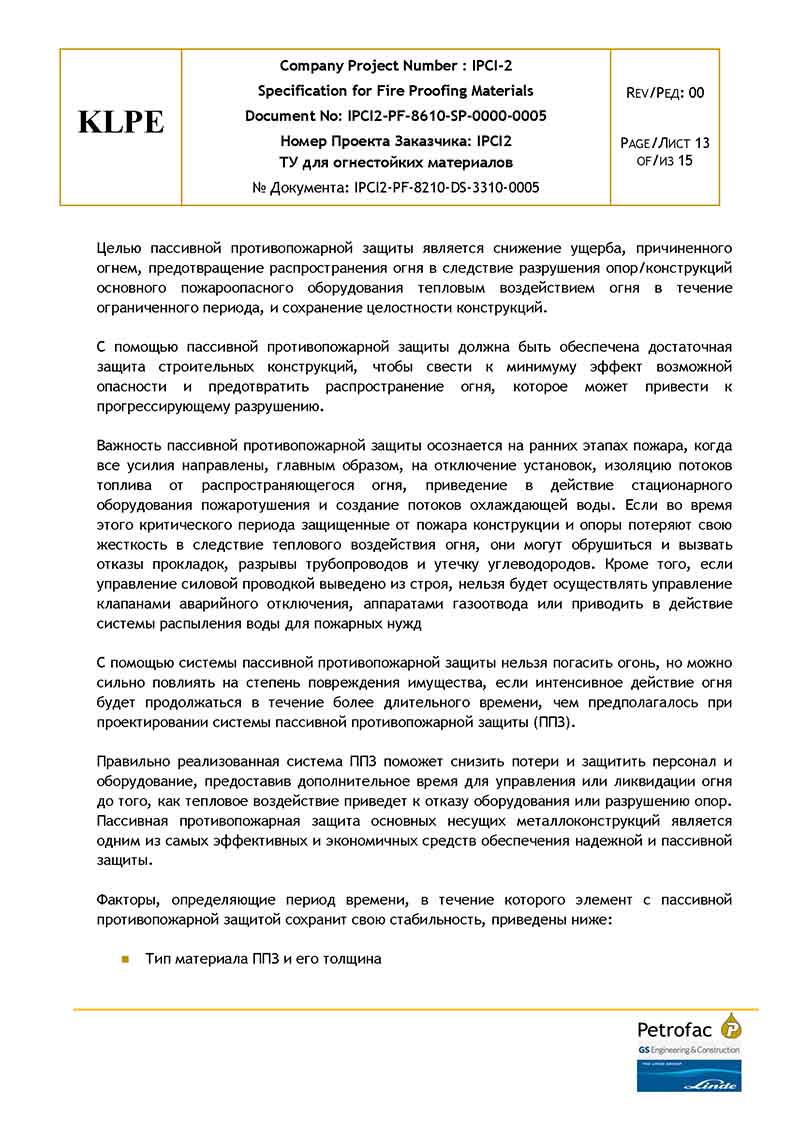 KLPE
Company Project Number : IPCI-2
Specification for Fire Proofing Materials
Document No: IPCI2-PF-8610-SP-0000-0005
Номер Проекта Заказчика: IPCI2
ТУ для огнестойких материалов
№ Документа: IPCI2-PF-8210-DS-3310-0005
REV/РЕД: 00
PAGE/ЛИСТ 13
OF/ИЗ 15
Целью пассивной противопожарной защиты является снижение ущерба, причиненного
огнем, предотвращение распространения огня в следствие разрушения опор/конструкций
основного пожароопасного оборудования тепловым воздействием огня в течение
ограниченного периода, и сохранение целостности конструкций.
С помощью пассивной противопожарной защиты должна быть обеспечена достаточная
защита строительных конструкций, чтобы свести к минимуму эффект возможной
опасности и предотвратить распространение огня, которое может привести к
прогрессирующему разрушению.
Важность пассивной противопожарной защиты осознается на ранних этапах пожара, когда
все усилия направлены, главным образом, на отключение установок, изоляцию потоков
топлива от распространяющегося огня, приведение в действие стационарного
оборудования пожаротушения и создание потоков охлаждающей воды. Если во время
этого критического периода защищенные от пожара конструкции и опоры потеряют свою
жесткость в следствие теплового воздействия огня, они могут обрушиться и вызвать
отказы прокладок, разрывы трубопроводов и утечку углеводородов. Кроме того, если
управление силовой проводкой выведено из строя, нельзя будет осуществлять управление
клапанами аварийного отключения, аппаратами газоотвода или приводить в действие
системы распыления воды для пожарных нужд
С помощью системы пассивной противопожарной защиты нельзя погасить огонь, но можно
сильно повлиять на степень повреждения имущества, если интенсивное действие огня
будет продолжаться в течение более длительного времени, чем предполагалось при
проектировании системы пассивной противопожарной защиты (ППЗ).
Правильно реализованная система ППЗ поможет снизить потери и защитить персонал и
оборудование, предоставив дополнительное время для управления или ликвидации огня
до того, как тепловое воздействие приведет к отказу оборудования или разрушению опор.
Пассивная противопожарная защита основных несущих металлоконструкций является
одним из самых эффективных и экономичных средств обеспечения надежной и пассивной
защиты.
Факторы, определяющие период времени, в течение которого элемент с пассивной
противопожарной защитой сохранит свою стабильность, приведены ниже:
■ Тип материала ППЗ и его толщина
Petrofac
GS Engineering & Construction
THE LINDE GROUP
Linde